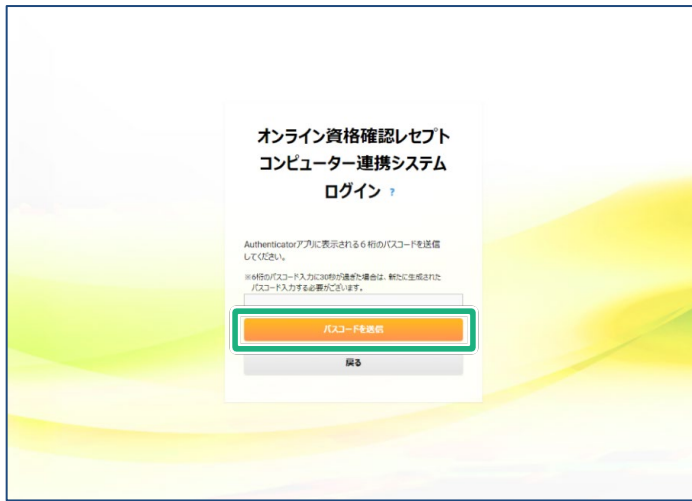 オンライン資格確認レセプト
コンピューター連携システム
ログイン ?
Authenticatorアプリに表示される6桁のパスコードを送信
してください。
※6桁のパスコード入力に30秒が過ぎた場合は、新たに生成された
パスコード入力する必要がございます。
パスコードを送信
戻る